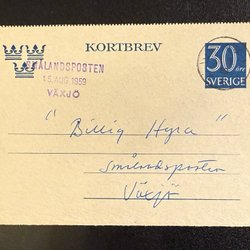 KORTBREV
30 öre
SVERIGE
SMÅLANDSPOSTEN
15. AUG 1959
VÄXJÖ
"Billig Hyra"
Smålandsposten
Växjö